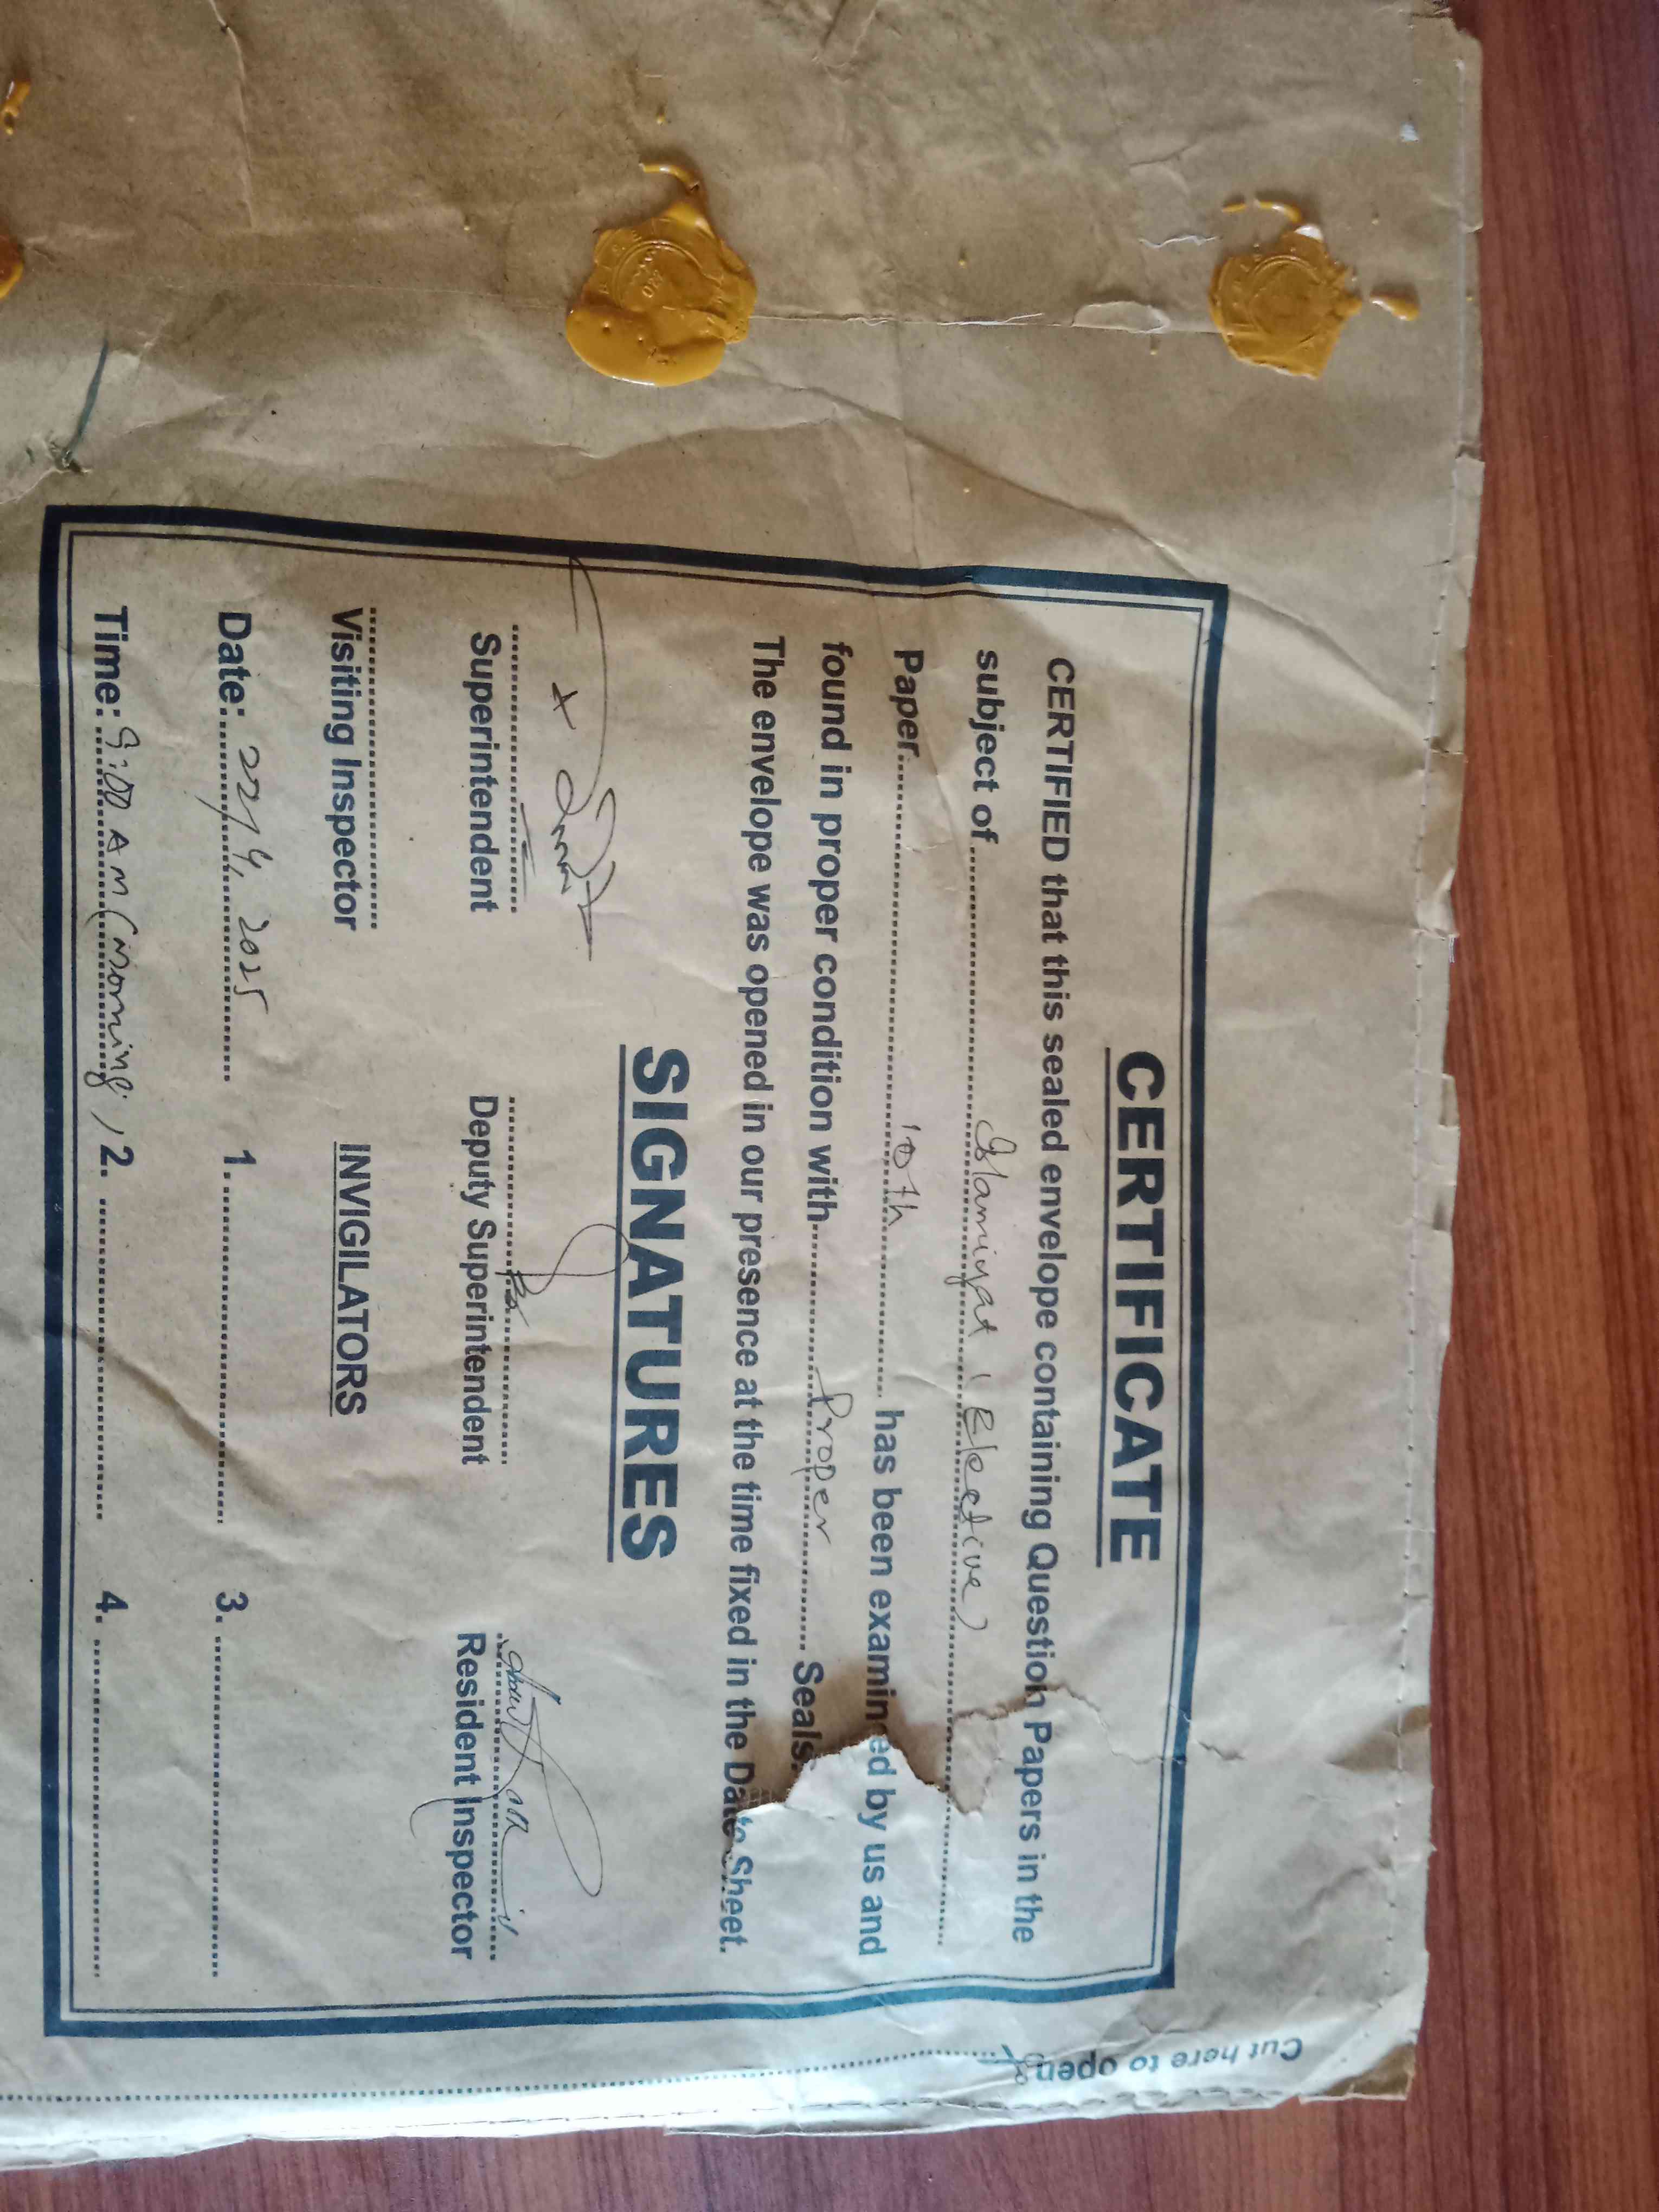 CERTIFICATE
CERTIFIED that this sealed envelope containing Question Papers in the
subject of Islamiyat (Elective)
Paper 10th has been examined by us and
found in proper condition with Proper Seals.
The envelope was opened in our presence at the time fixed in the Date Sheet.
SIGNATURES
Superintendent Deputy Superintendent Resident Inspector
Visiting Inspector INVIGILATORS
Date: 22/4, 2025 1. 3.
Time: 9:00 AM (Morning) 2. 4.
Cut here to open